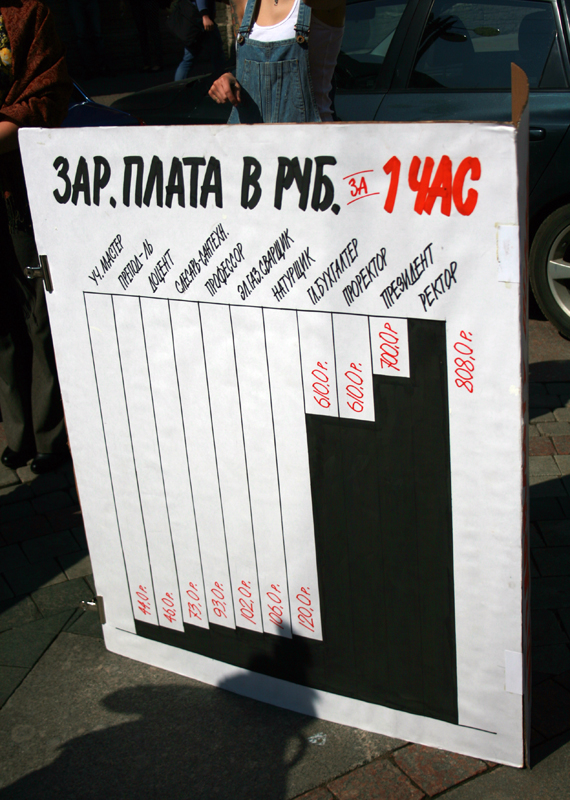 ЗАР. ПЛАТА В РУБ. ЗА 1 ЧАС
УЧ. МАСТЕР
ПРЕПОД-ЛЬ
ДОЦЕНТ
СЛЕСАРЬ-САНТЕХН.
ПРОФЕССОР
ЭЛ.ГАЗ.СВАРЩИК
НАТУРЩИК
ГЛ.БУХГАЛТЕР
ПРОРЕКТОР
ПРЕЗИДЕНТ
РЕКТОР
44,0 Р.
46,0 Р.
73,0 Р.
93,0 Р.
102,0 Р.
106,0 Р.
120,0 Р.
610,0 Р.
610,0 Р.
700,0 Р
808,0 Р.